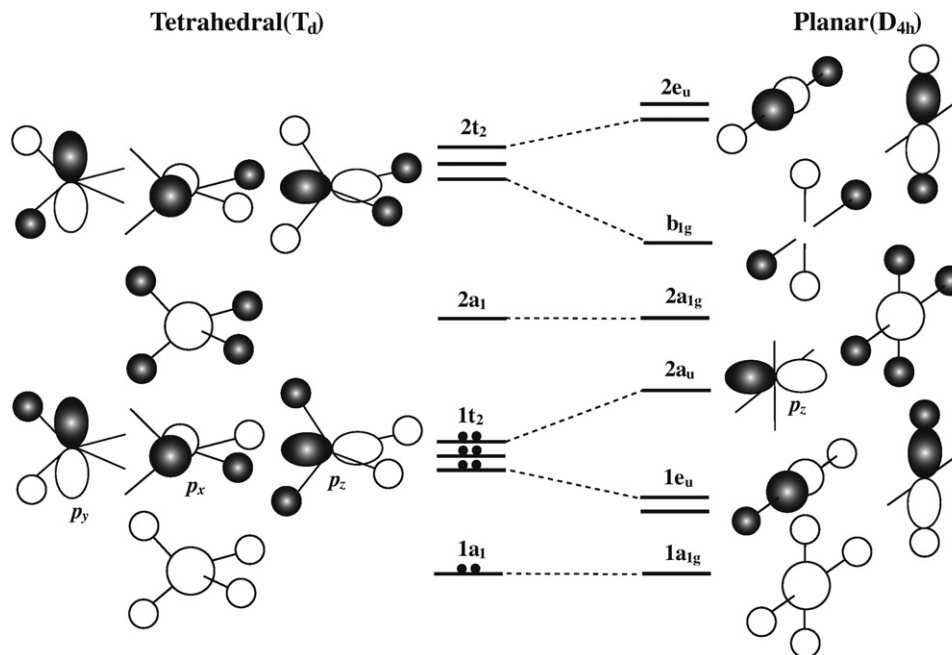 Tetrahedral(Td)
Planar(D4h)
2eu
2t2
b1g
2a1
2a1g
2au
pz
1t2
1eu
py
px
pz
1a1
1a1g